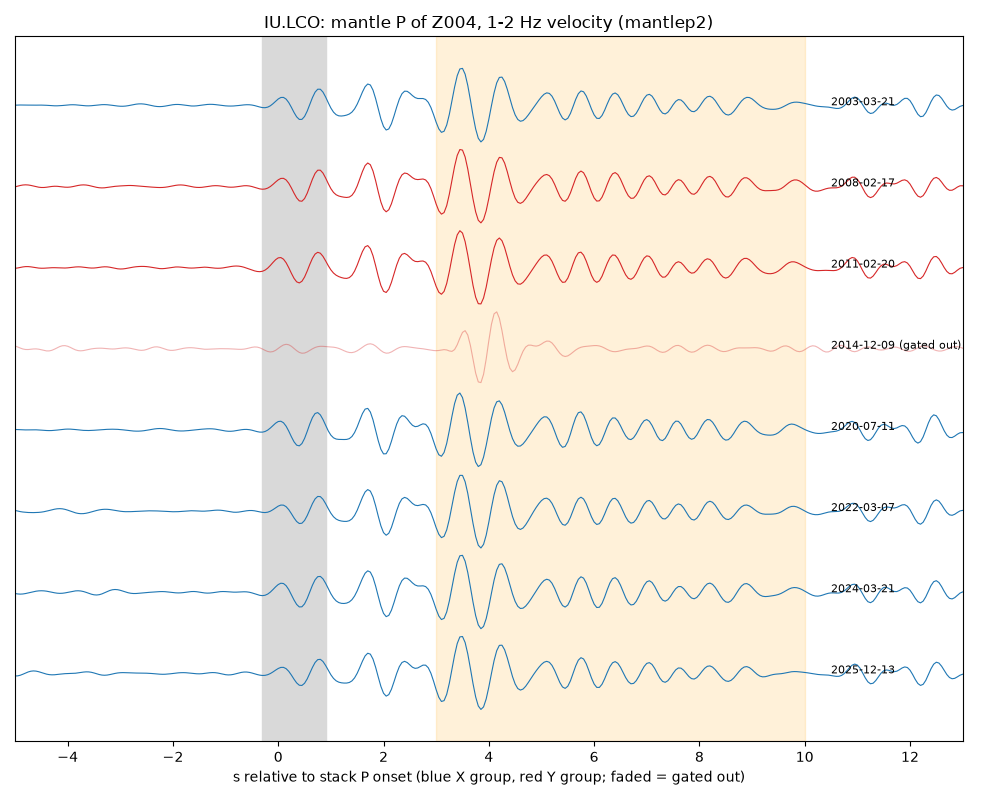 IU.LCO: mantle P of Z004, 1-2 Hz velocity (mantlep2)
2003-03-21
2008-02-17
2011-02-20
2014-12-09 (gated out)
2020-07-11
2022-03-07
2024-03-21
2025-12-13
−4 −2 0 2 4 6 8 10 12
s relative to stack P onset (blue X group, red Y group; faded = gated out)